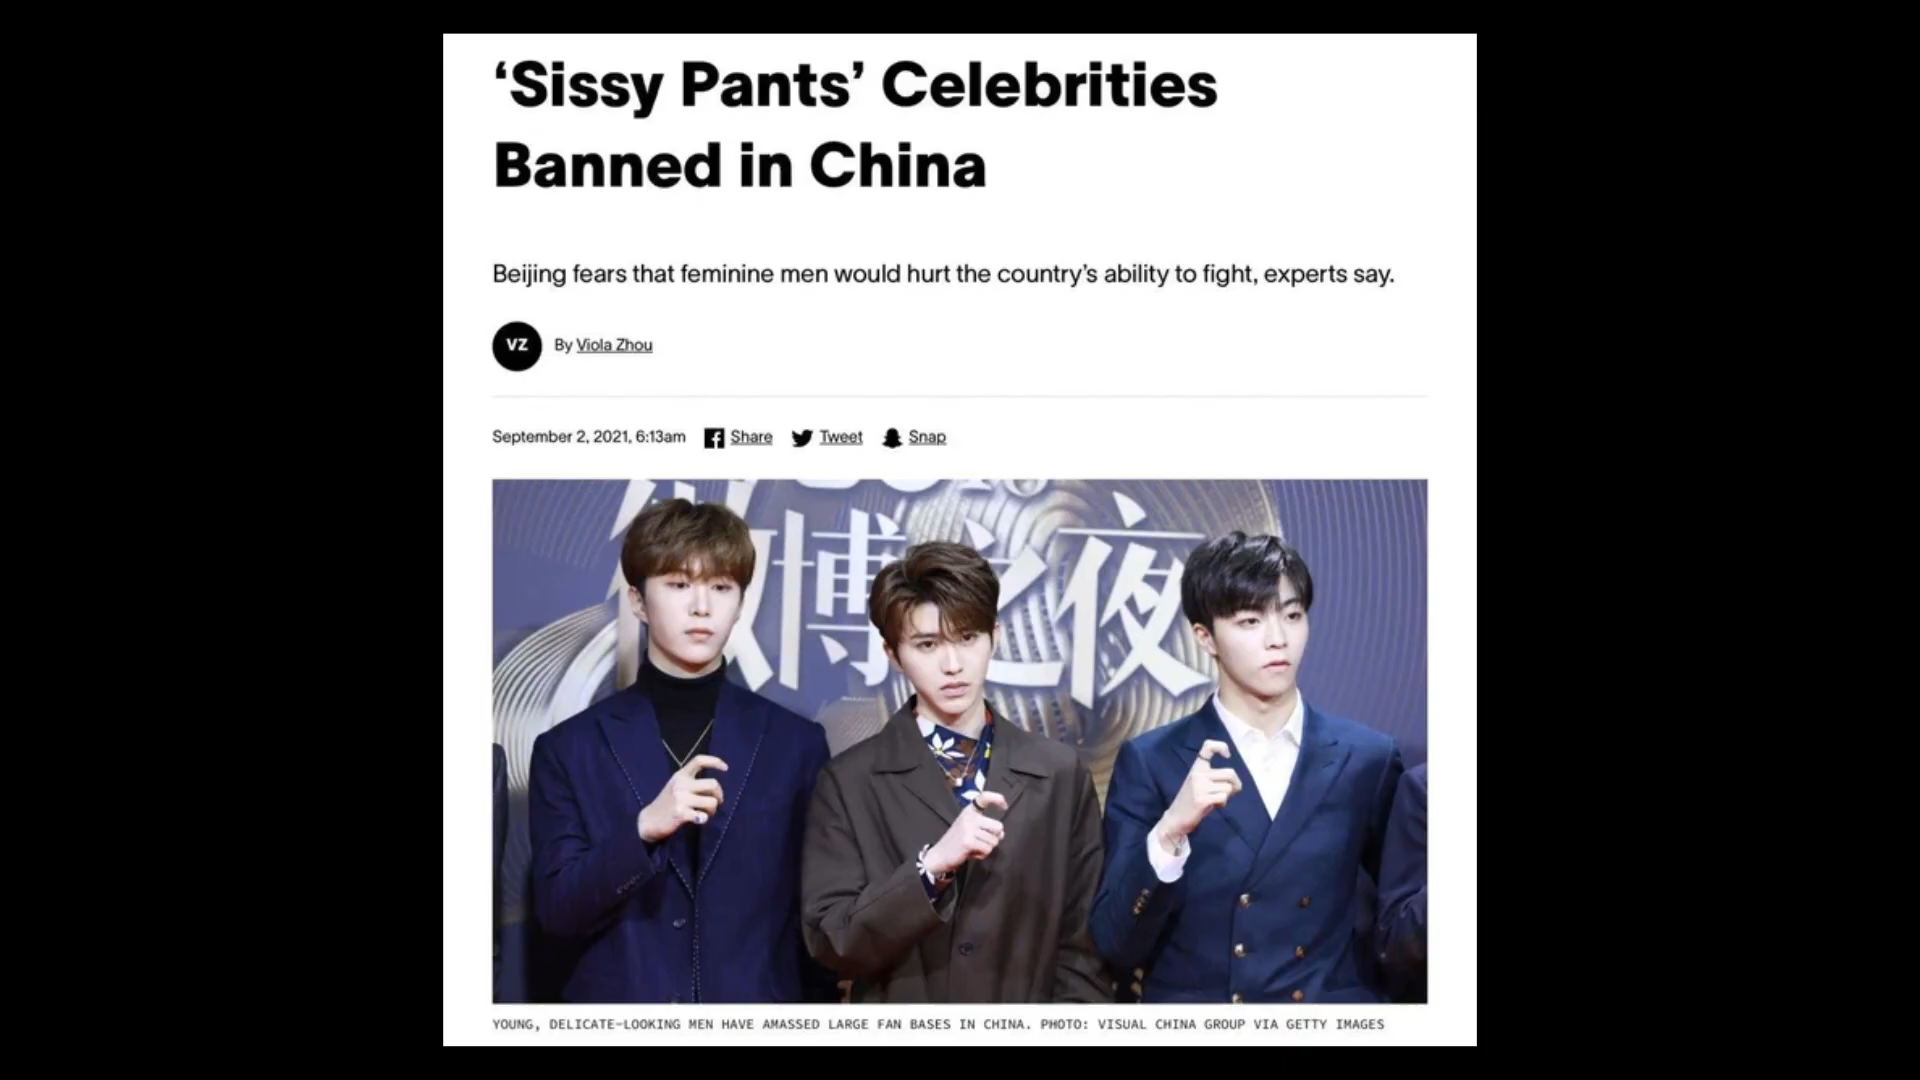 ‘Sissy Pants’ Celebrities
Banned in China
Beijing fears that feminine men would hurt the country’s ability to fight, experts say.
VZ
By Viola Zhou
September 2, 2021, 6:13am
Share
Tweet
Snap
微博之夜
YOUNG, DELICATE-LOOKING MEN HAVE AMASSED LARGE FAN BASES IN CHINA. PHOTO: VISUAL CHINA GROUP VIA GETTY IMAGES